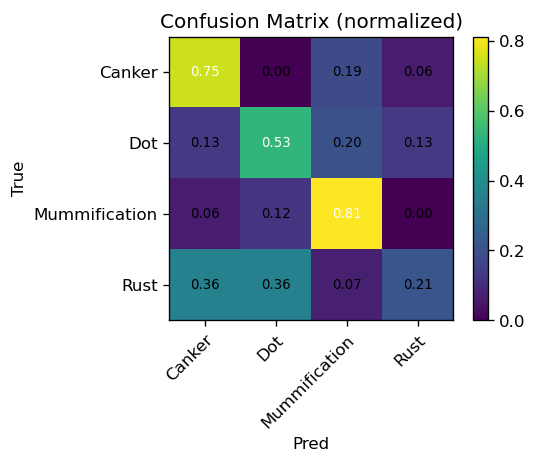 Confusion Matrix (normalized)
True
Canker 0.75 0.00 0.19 0.06
Dot 0.13 0.53 0.20 0.13
Mummification 0.06 0.12 0.81 0.00
Rust 0.36 0.36 0.07 0.21
Canker Dot Mummification Rust
Pred
0.8
0.6
0.4
0.2
0.0